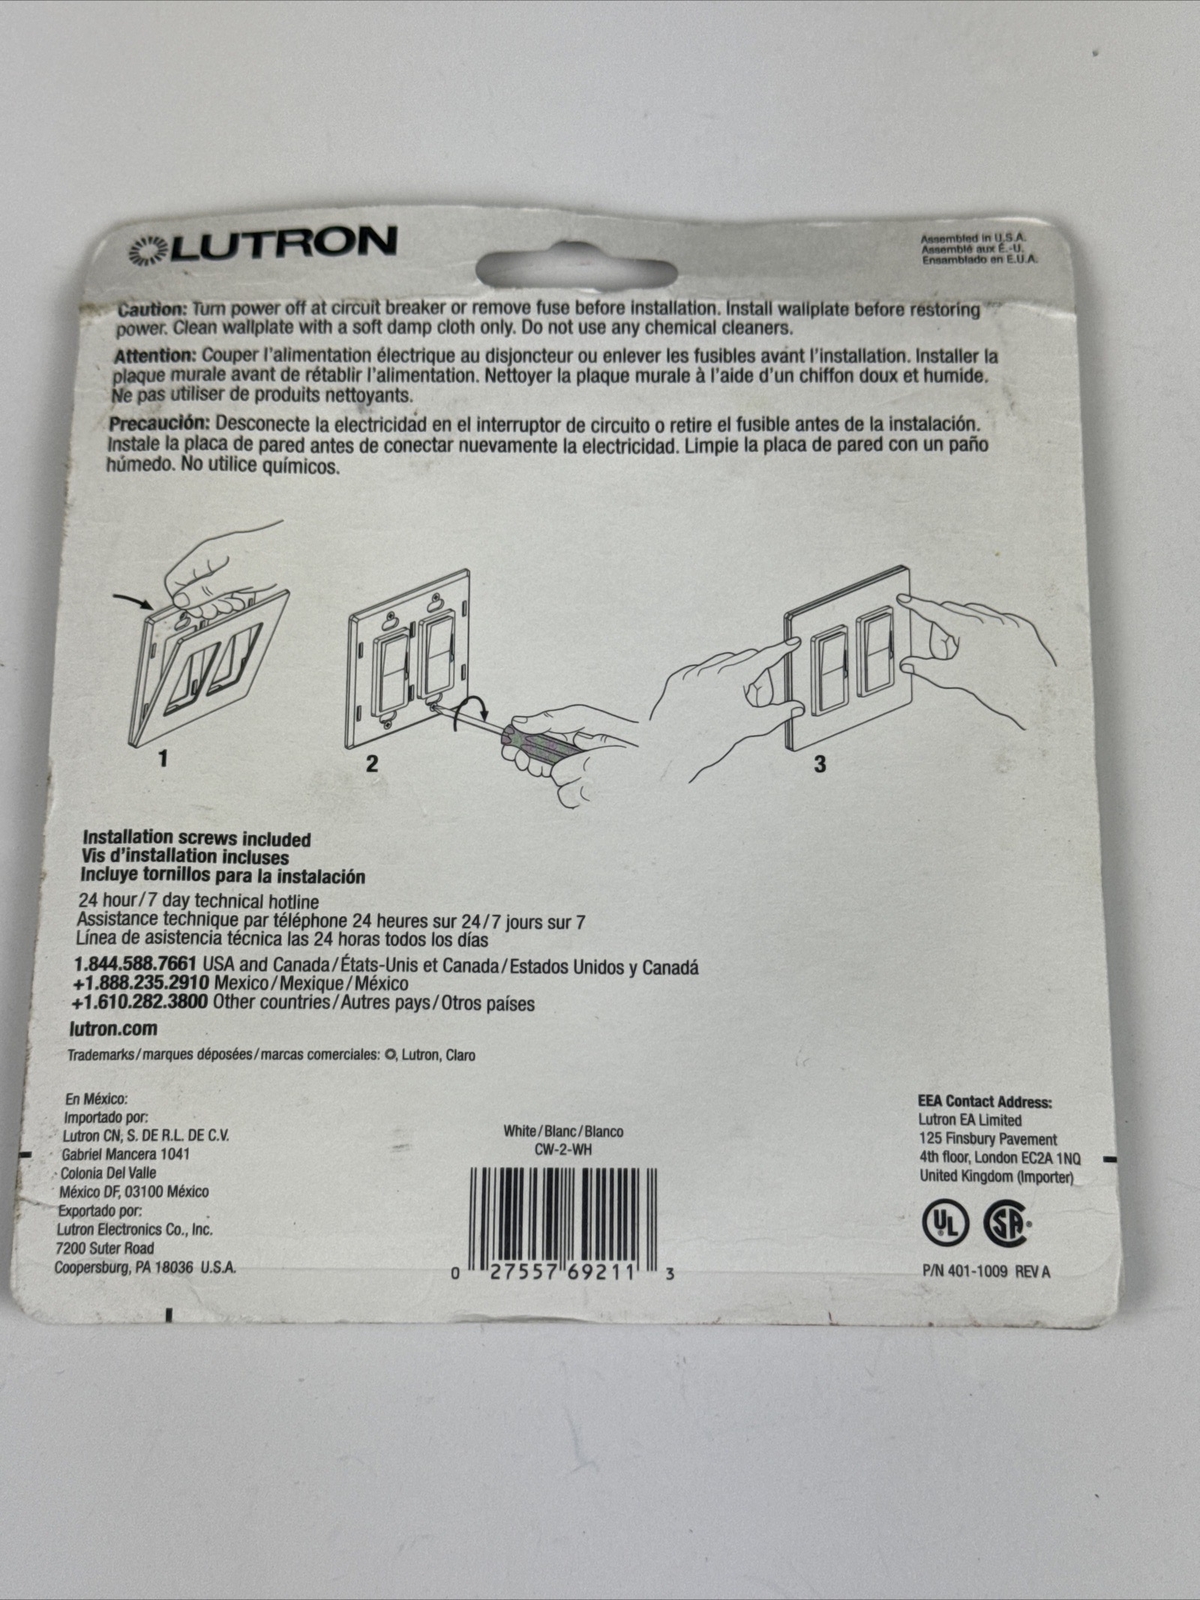 LUTRON
Assembled in U.S.A.
Assemblé aux É.-U.
Ensamblado en E.U.A.
Caution: Turn power off at circuit breaker or remove fuse before installation. Install wallplate before restoring
power. Clean wallplate with a soft damp cloth only. Do not use any chemical cleaners.
Attention: Couper l'alimentation électrique au disjoncteur ou enlever les fusibles avant l'installation. Installer la
plaque murale avant de rétablir l'alimentation. Nettoyer la plaque murale à l'aide d'un chiffon doux et humide.
Ne pas utiliser de produits nettoyants.
Precaución: Desconecte la electricidad en el interruptor de circuito o retire el fusible antes de la instalación.
Instale la placa de pared antes de conectar nuevamente la electricidad. Limpie la placa de pared con un paño
húmedo. No utilice químicos.
1
2
3
Installation screws included
Vis d'installation incluses
Incluye tornillos para la instalación
24 hour/7 day technical hotline
Assistance technique par téléphone 24 heures sur 24/7 jours sur 7
Línea de asistencia técnica las 24 horas todos los días
1.844.588.7661 USA and Canada/États-Unis et Canada/Estados Unidos y Canadá
+1.888.235.2910 Mexico/Mexique/México
+1.610.282.3800 Other countries/Autres pays/Otros países
lutron.com
Trademarks/marques déposées/marcas comerciales: , Lutron, Claro
En México:
Importado por:
Lutron CN, S. DE R.L. DE C.V.
Gabriel Mancera 1041
Colonia Del Valle
México DF, 03100 México
Exportado por:
Lutron Electronics Co., Inc.
7200 Suter Road
Coopersburg, PA 18036 U.S.A.
White/Blanc/Blanco
CW-2-WH
0 27557 69211 3
EEA Contact Address:
Lutron EA Limited
125 Finsbury Pavement
4th floor, London EC2A 1NQ
United Kingdom (Importer)
UL SA
P/N 401-1009 REV A